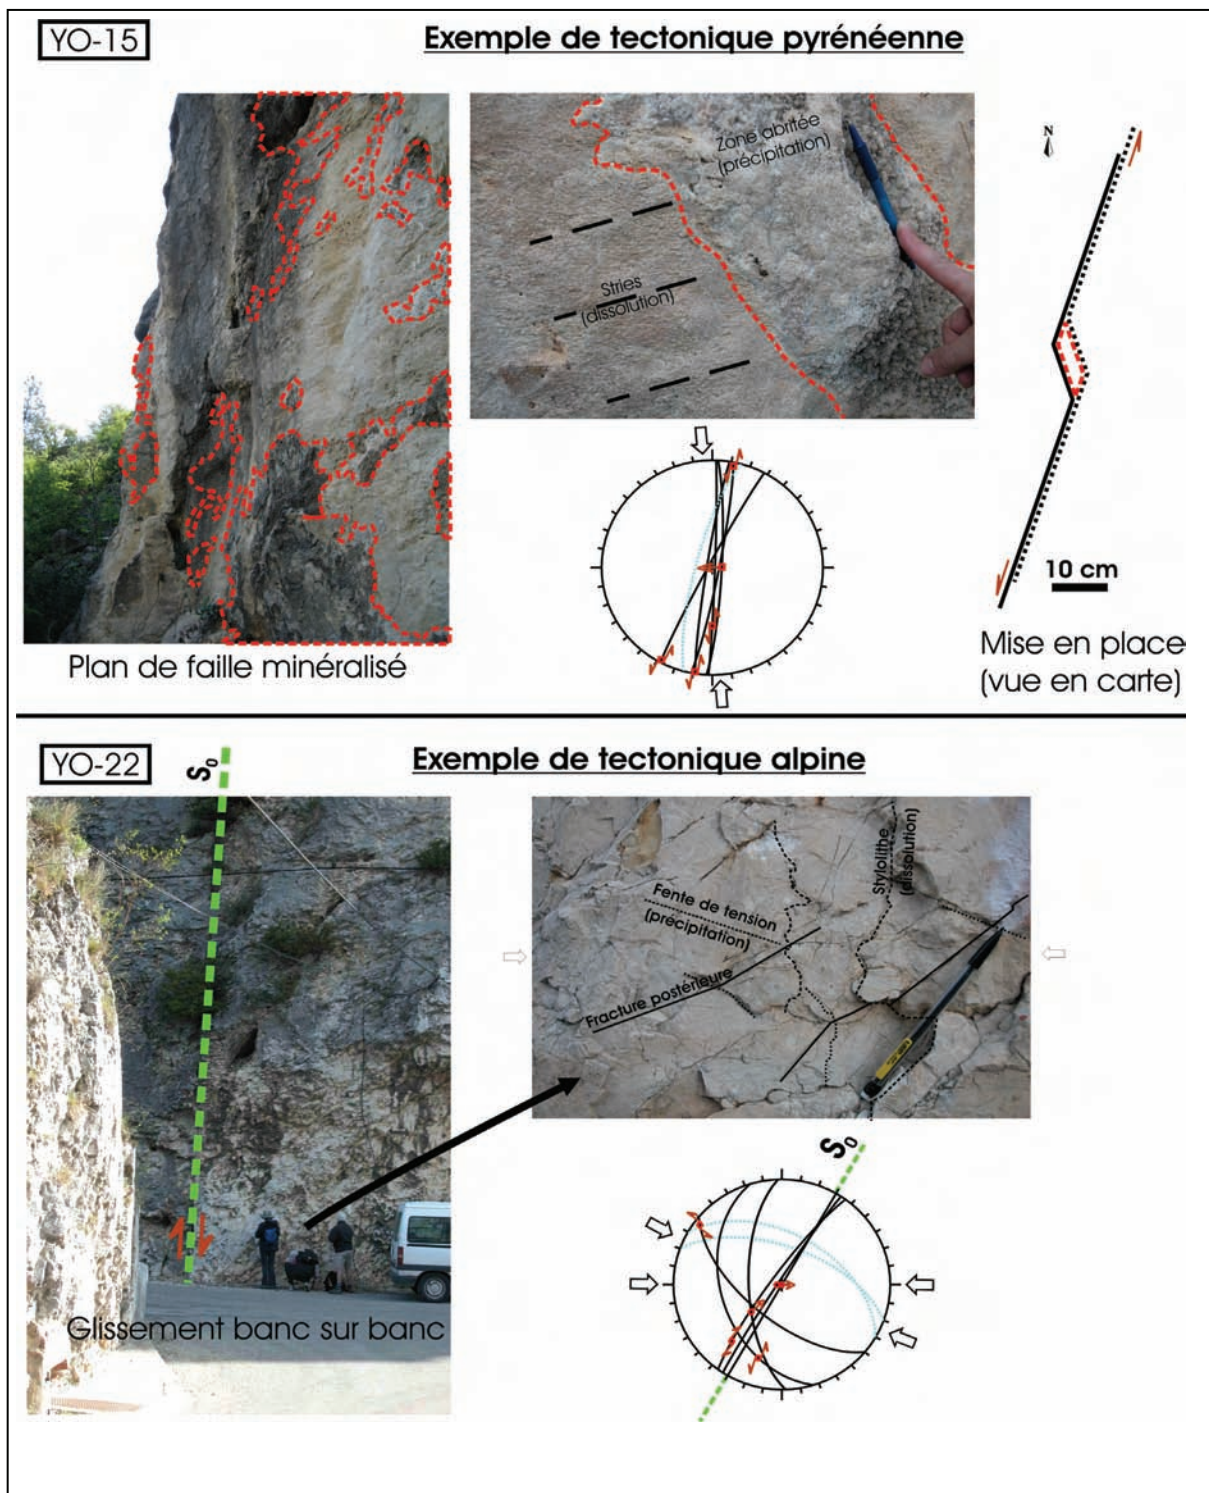 YO-15
Exemple de tectonique pyrénéenne
Zone abritée
(précipitation)
Stries
(dissolution)
N
10 cm
Plan de faille minéralisé
Mise en place
(vue en carte)
YO-22
Exemple de tectonique alpine
S0
Stylolithe
(dissolution)
Fente de tension
(précipitation)
Fracture postérieure
S0
Glissement banc sur banc